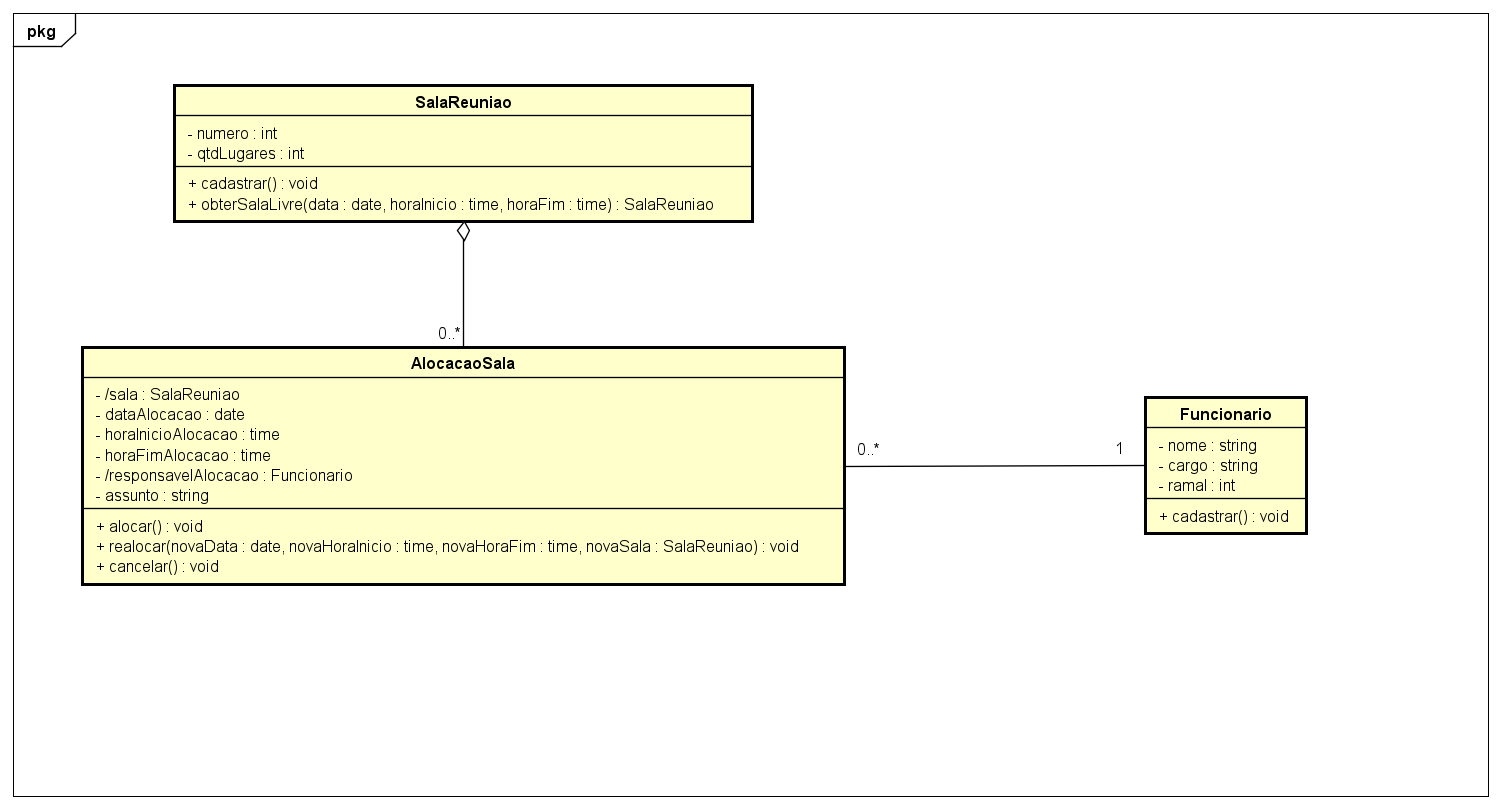 pkg
SalaReuniao
- numero : int
- qtdLugares : int
+ cadastrar() : void
+ obterSalaLivre(data : date, horaInicio : time, horaFim : time) : SalaReuniao
0..*
AlocacaoSala
- /sala : SalaReuniao
- dataAlocacao : date
- horaInicioAlocacao : time
- horaFimAlocacao : time
- /responsavelAlocacao : Funcionario
- assunto : string
+ alocar() : void
+ realocar(novaData : date, novaHoraInicio : time, novaHoraFim : time, novaSala : SalaReuniao) : void
+ cancelar() : void
0..*
1
Funcionario
- nome : string
- cargo : string
- ramal : int
+ cadastrar() : void